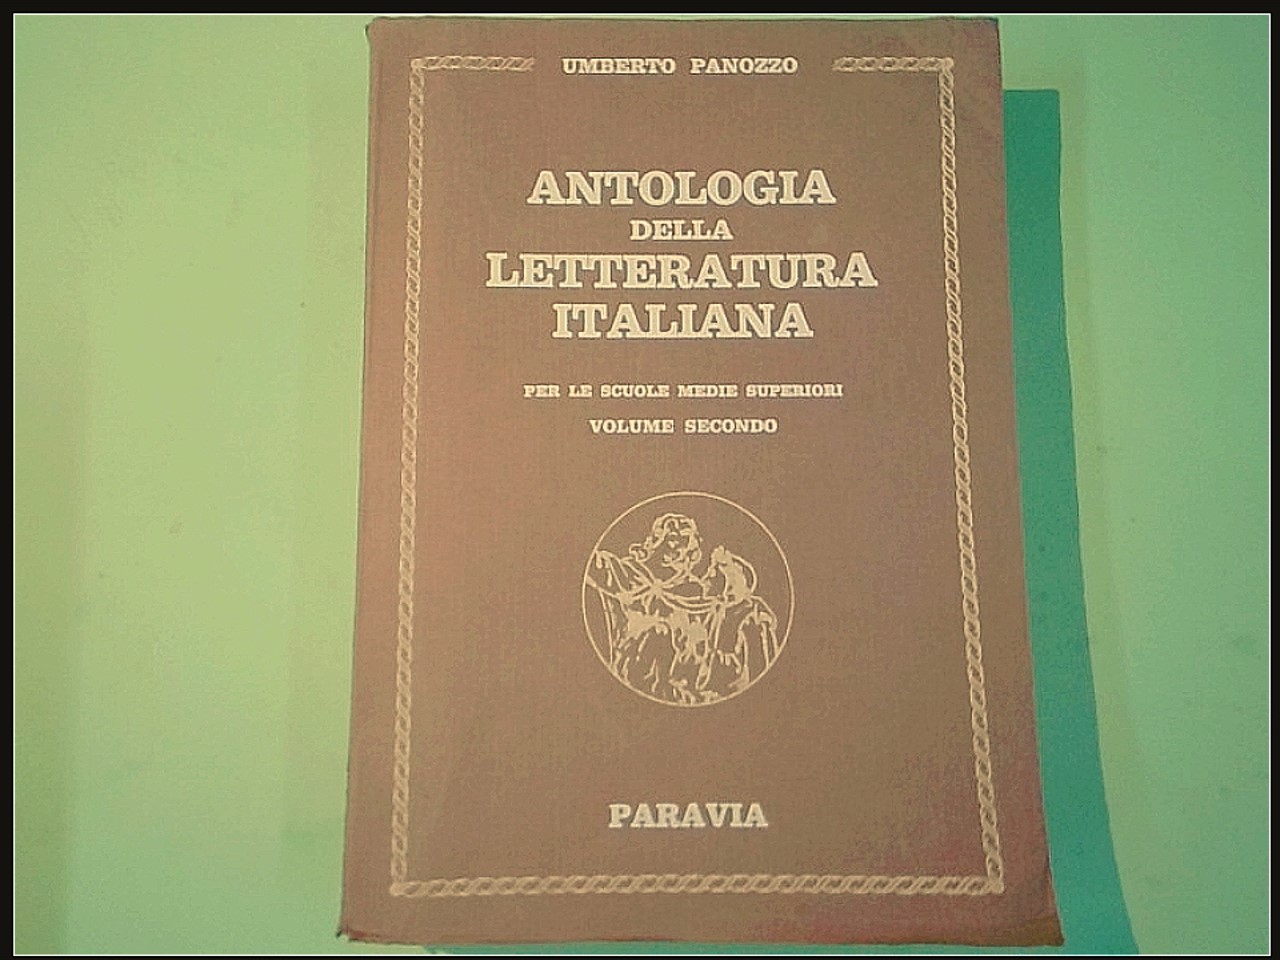 UMBERTO PANOZZO
ANTOLOGIA
DELLA
LETTERATURA
ITALIANA
PER LE SCUOLE MEDIE SUPERIORI
VOLUME SECONDO
PARAVIA